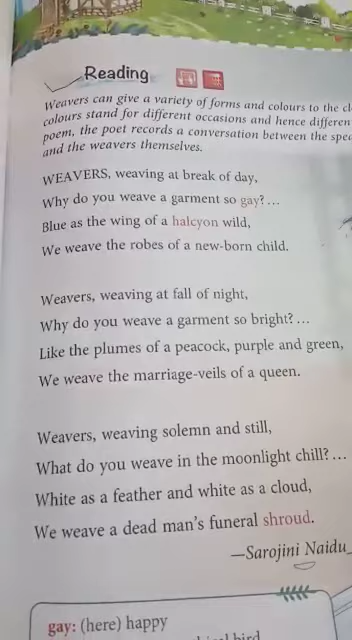 Reading
Weavers can give a variety of forms and colours to the
colours stand for different occasions and hence
poem, the poet records a conversation between the
and the weavers themselves.
WEAVERS, weaving at break of day,
Why do you weave a garment so gay?...
Blue as the wing of a halcyon wild,
We weave the robes of a new-born child.
Weavers, weaving at fall of night,
Why do you weave a garment so bright?...
Like the plumes of a peacock, purple and green,
We weave the marriage-veils of a queen.
Weavers, weaving solemn and still,
What do you weave in the moonlight chill?...
White as a feather and white as a cloud,
We weave a dead man's funeral shroud.
—Sarojini Naidu
gay: (here) happy
bird